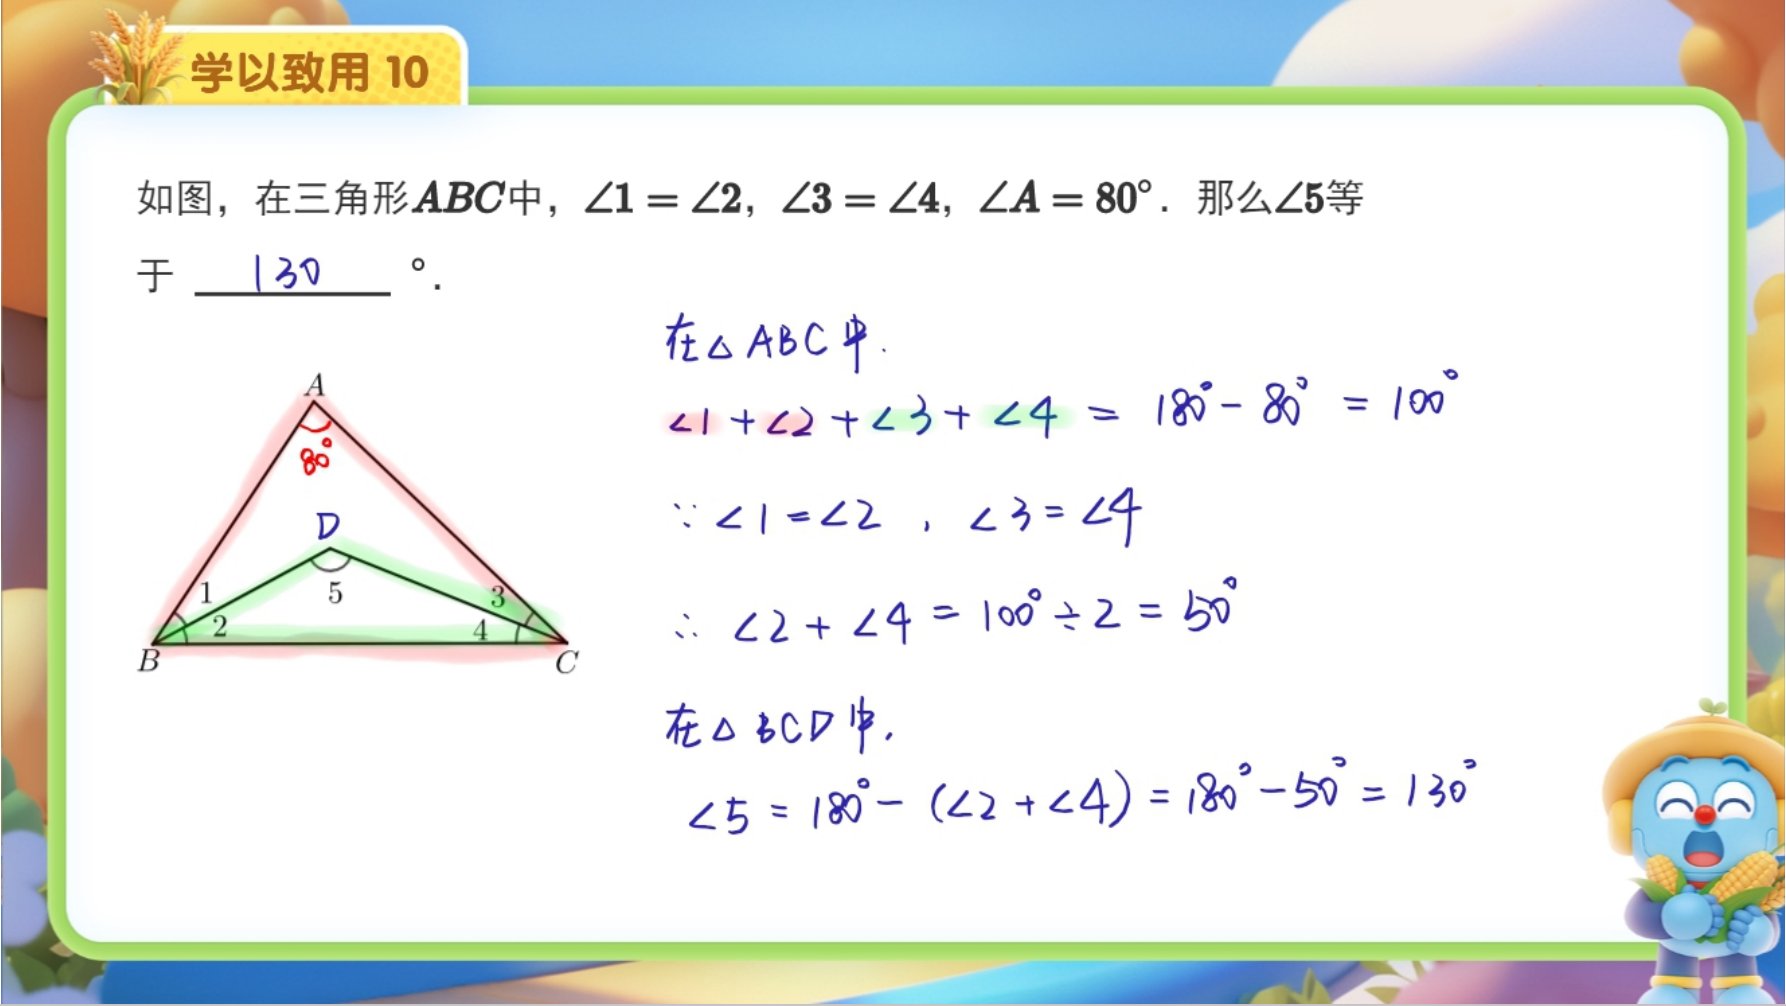 学以致用 10
如图，在三角形ABC中，∠1 = ∠2，∠3 = ∠4，∠A = 80°．那么∠5等
于 130 °．
在△ABC中.
∠1+∠2+∠3+∠4 = 180°-80° = 100°
∵ ∠1=∠2 , ∠3=∠4
∴ ∠2+∠4 = 100°÷2 = 50°
在△BCD中,
∠5 = 180°-(∠2+∠4) = 180°-50° = 130°
A
80°
D
1
5
3
2
4
B
C